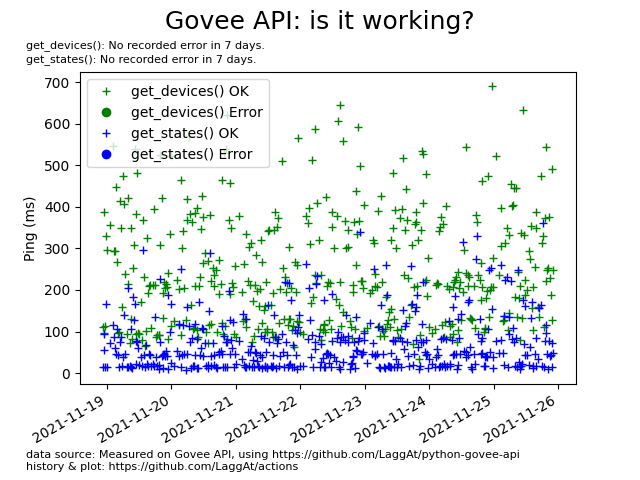 Govee API: is it working?
get_devices(): No recorded error in 7 days.
get_states(): No recorded error in 7 days.
get_devices() OK
get_devices() Error
get_states() OK
get_states() Error
Ping (ms)
700
600
500
400
300
200
100
0
2021-11-19
2021-11-20
2021-11-21
2021-11-22
2021-11-23
2021-11-24
2021-11-25
2021-11-26
data source: Measured on Govee API, using https://github.com/LaggAt/python-govee-api
history & plot: https://github.com/LaggAt/actions